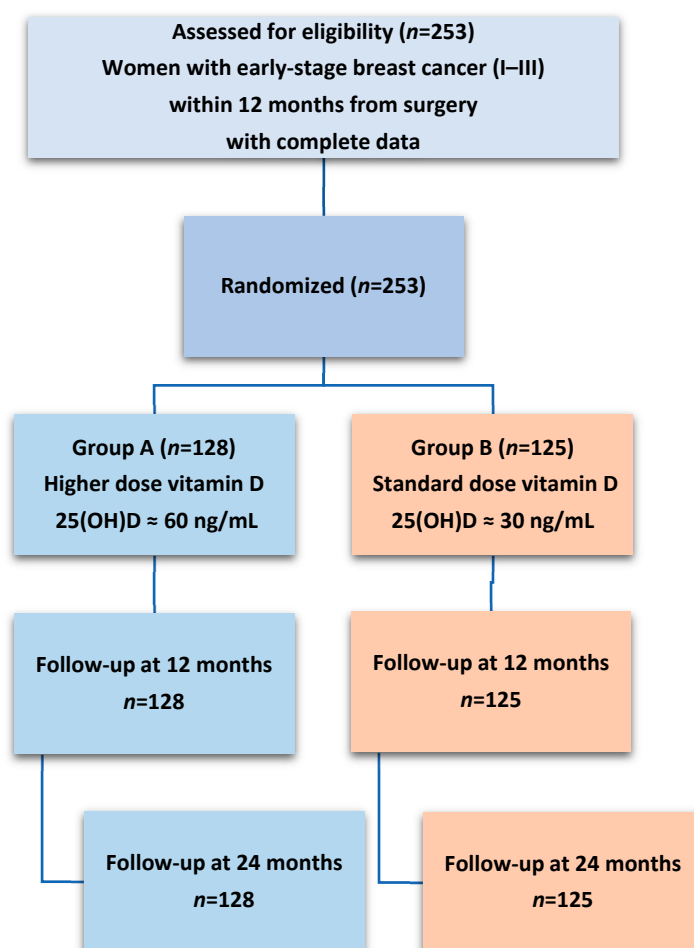 Assessed for eligibility (n=253)
Women with early-stage breast cancer (I–III)
within 12 months from surgery
with complete data
Randomized (n=253)
Group A (n=128)
Higher dose vitamin D
25(OH)D ≈ 60 ng/mL
Group B (n=125)
Standard dose vitamin D
25(OH)D ≈ 30 ng/mL
Follow-up at 12 months
n=128
Follow-up at 12 months
n=125
Follow-up at 24 months
n=128
Follow-up at 24 months
n=125